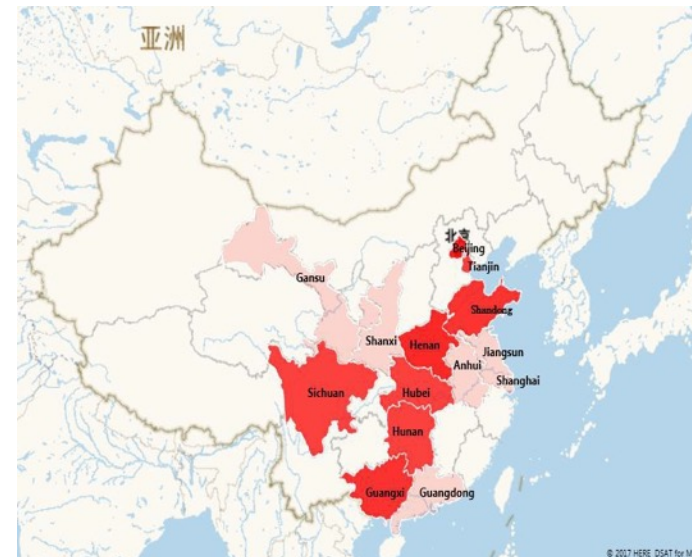 亚洲
北京
Beijing
Tianjin
Gansu
Shandong
Shanxi
Henan
Jiangsun
Anhui
Shanghai
Sichuan
Hubei
Hunan
Guangxi
Guangdong
© 2017 HERE DSAT for M